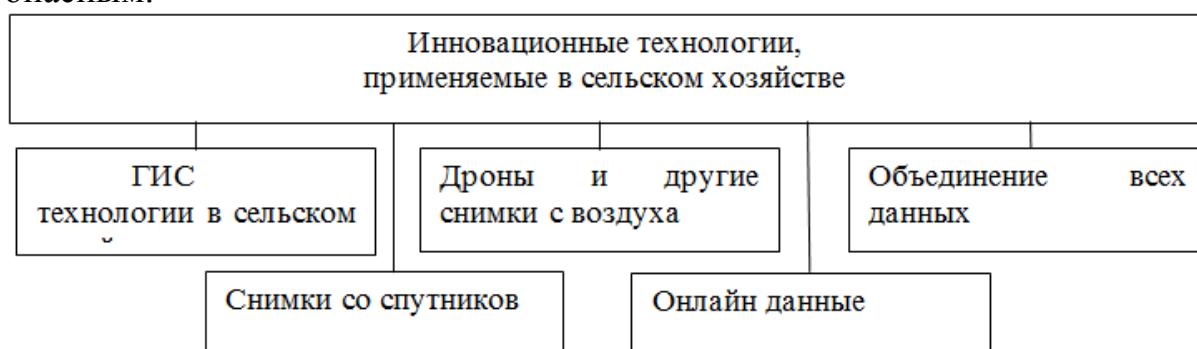 Инновационные технологии,
применяемые в сельском хозяйстве
ГИС
технологии в сельском
Дроны и другие
снимки с воздуха
Объединение всех
данных
Снимки со спутников
Онлайн данные